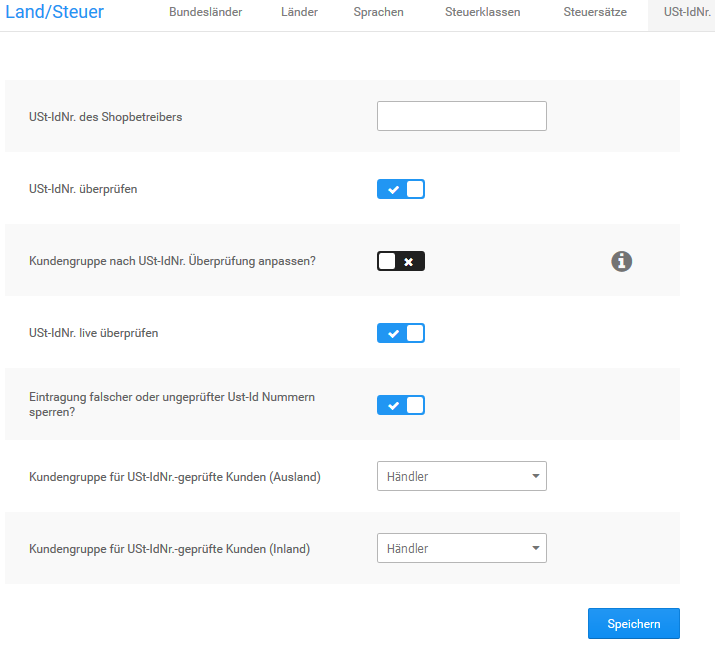 Land/Steuer
Bundesländer
Länder
Sprachen
Steuerklassen
Steuersätze
USt-IdNr.
USt-IdNr. des Shopbetreibers
USt-IdNr. überprüfen
Kundengruppe nach USt-IdNr. Überprüfung anpassen?
USt-IdNr. live überprüfen
Eintragung falscher oder ungeprüfter Ust-Id Nummern
sperren?
Kundengruppe für USt-IdNr.-geprüfte Kunden (Ausland)
Händler
Kundengruppe für USt-IdNr.-geprüfte Kunden (Inland)
Händler
Speichern